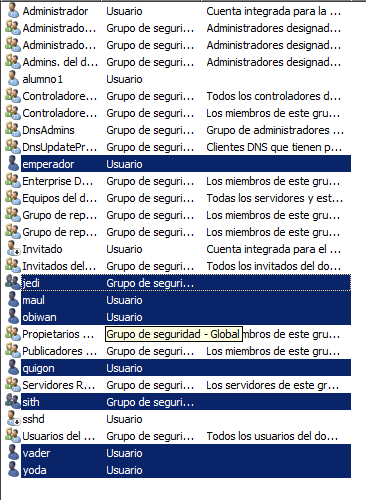 Administrador Usuario Cuenta integrada para la ...
Administrado... Grupo de seguri... Administradores designad...
Administrado... Grupo de seguri... Administradores designad...
Admins. del d... Grupo de seguri... Administradores designad...
alumno1 Usuario
Controladore... Grupo de seguri... Todos los controladores d...
Controladore... Grupo de seguri... Los miembros de este gru...
DnsAdmins Grupo de seguri... Grupo de administradores ...
DnsUpdatePr... Grupo de seguri... Clientes DNS que tienen p...
emperador Usuario
Enterprise D... Grupo de seguri... Los miembros de este gru...
Equipos del d... Grupo de seguri... Todas los servidores y est...
Grupo de rep... Grupo de seguri... Los miembros de este gru...
Grupo de rep... Grupo de seguri... Los miembros de este gru...
Invitado Usuario Cuenta integrada para el ...
Invitados del... Grupo de seguri... Todos los invitados del do...
jedi Grupo de seguri...
maul Usuario
obiwan Usuario
Propietarios ... Grupo de seguridad - Global mbros de este gru...
Publicadores ... Grupo de seguri... Los miembros de este gru...
quigon Usuario
Servidores R... Grupo de seguri... Los servidores de este gr...
sith Grupo de seguri...
sshd Usuario
Usuarios del ... Grupo de seguri... Todos los usuarios del do...
vader Usuario
yoda Usuario